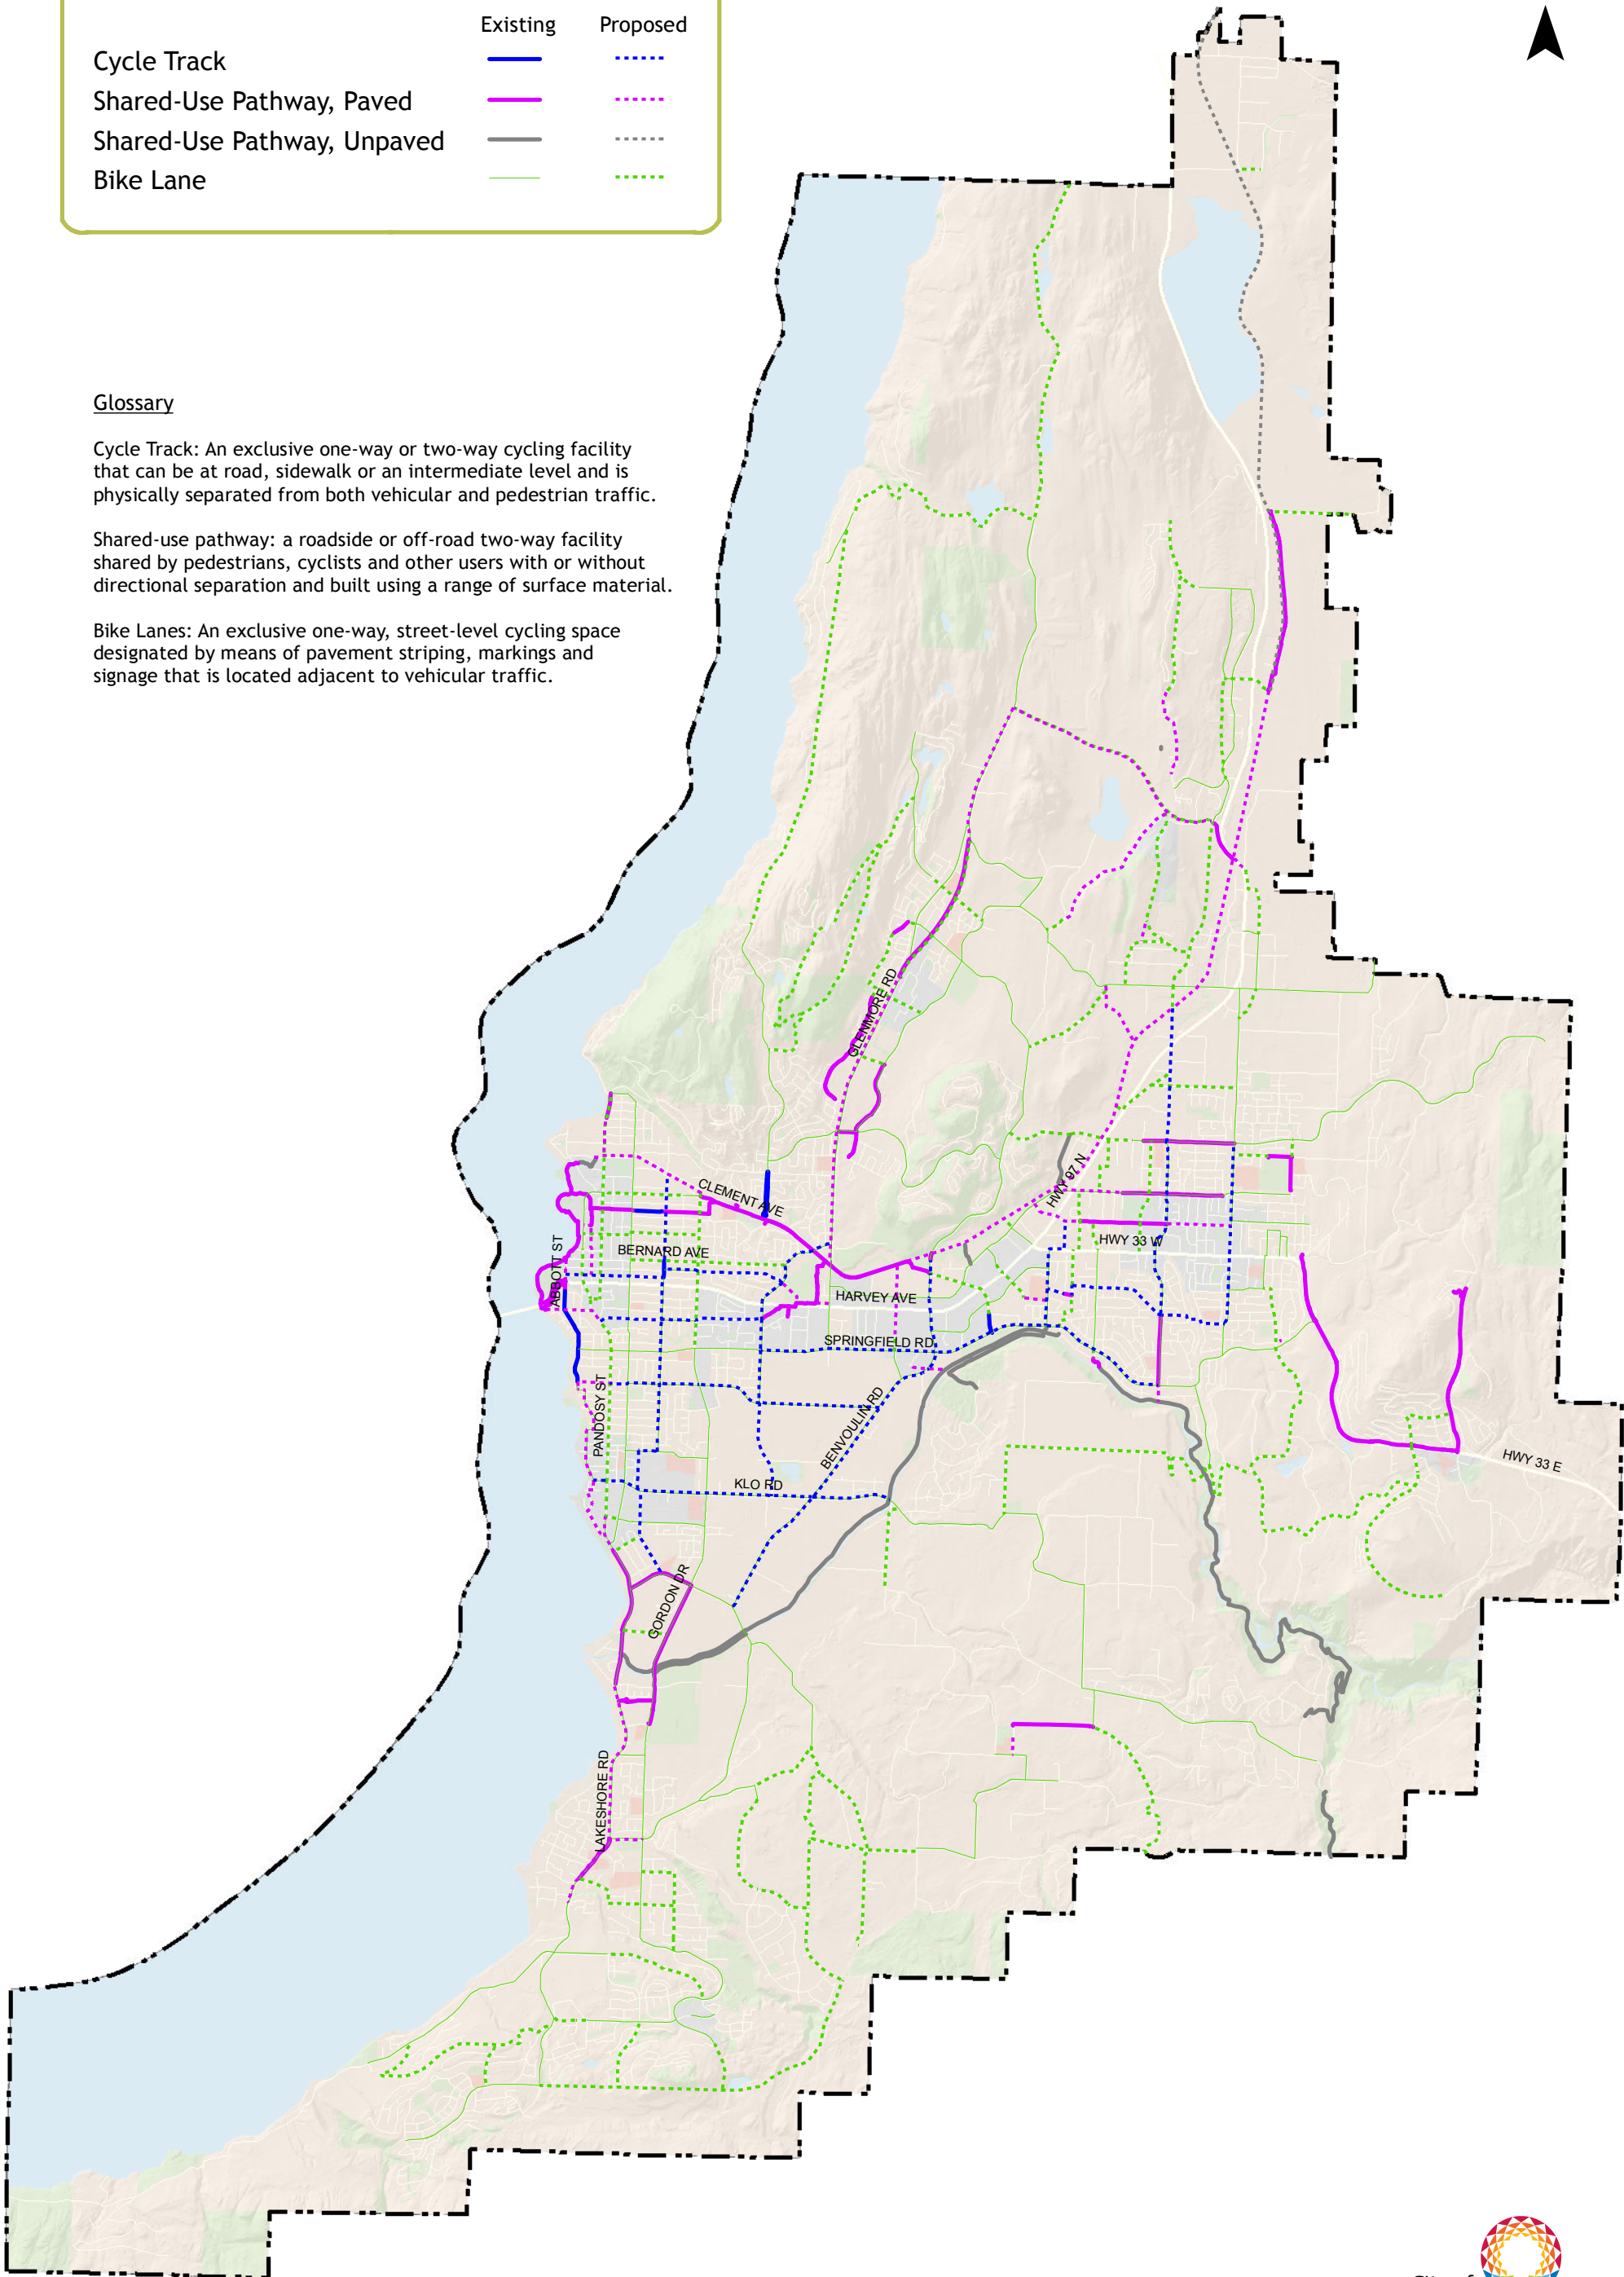 Existing Proposed
Cycle Track
Shared-Use Pathway, Paved
Shared-Use Pathway, Unpaved
Bike Lane
Glossary
Cycle Track: An exclusive one-way or two-way cycling facility
that can be at road, sidewalk or an intermediate level and is
physically separated from both vehicular and pedestrian traffic.
Shared-use pathway: a roadside or off-road two-way facility
shared by pedestrians, cyclists and other users with or without
directional separation and built using a range of surface material.
Bike Lanes: An exclusive one-way, street-level cycling space
designated by means of pavement striping, markings and
signage that is located adjacent to vehicular traffic.
GLENMORE RD
CLEMENT AVE
HWY 97 N
BERNARD AVE
HWY 33 W
ABBOTT ST
HARVEY AVE
SPRINGFIELD RD
PANDOSY ST
BENVOULIN RD
HWY 33 E
KLO RD
GORDON DR
LAKESHORE RD